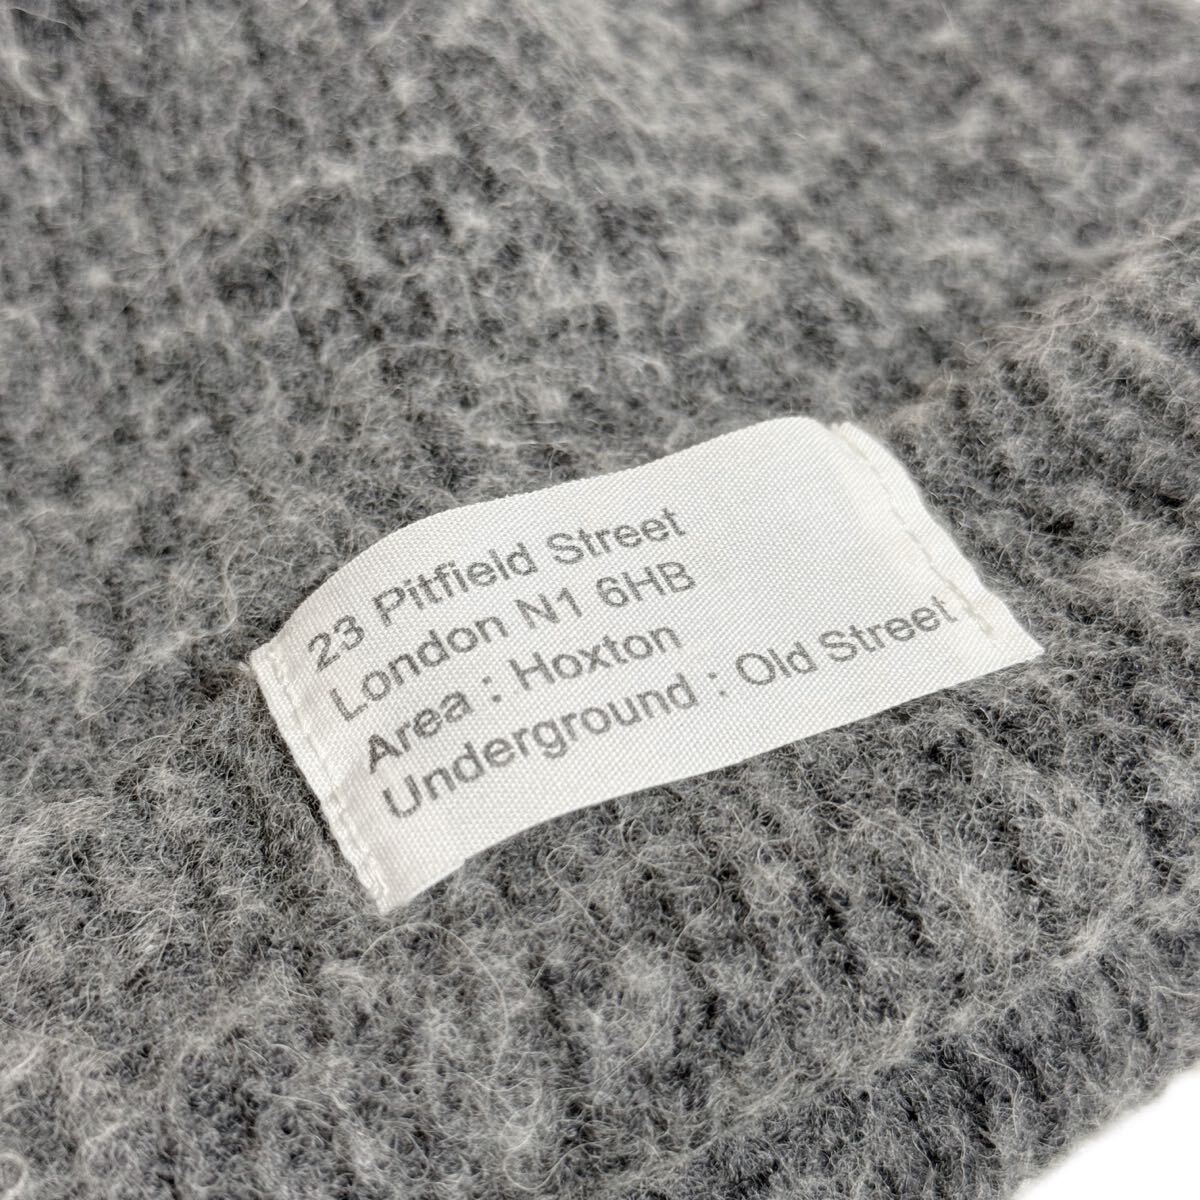 23 Pitfield Street
London N1 6HB
Area : Hoxton
Underground : Old Street